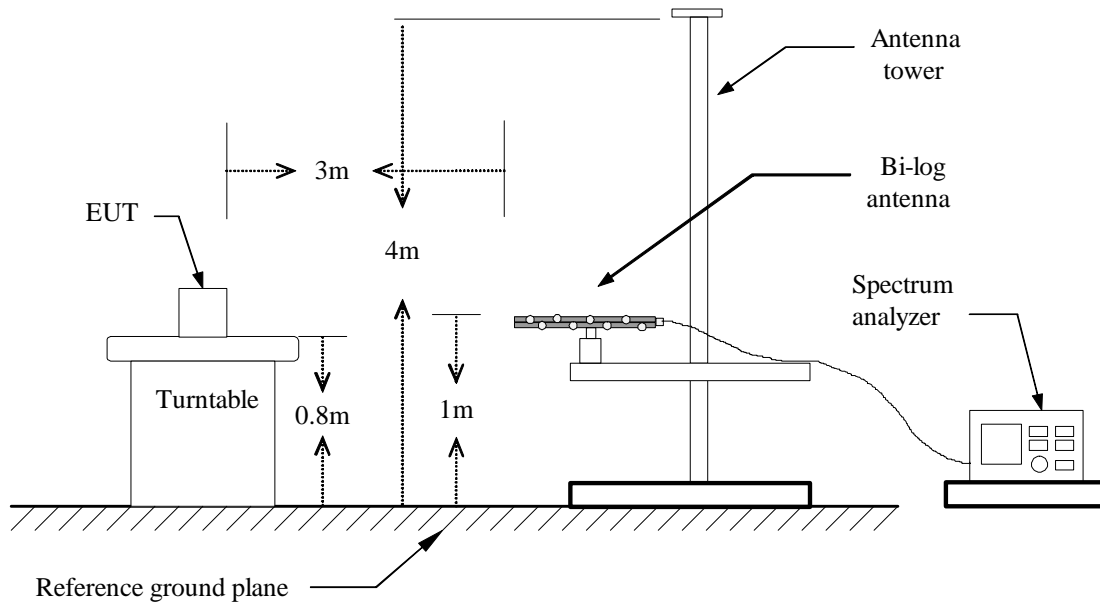 Antenna
tower
3m
Bi-log
antenna
EUT
4m
Spectrum
analyzer
Turntable
0.8m
1m
Reference ground plane